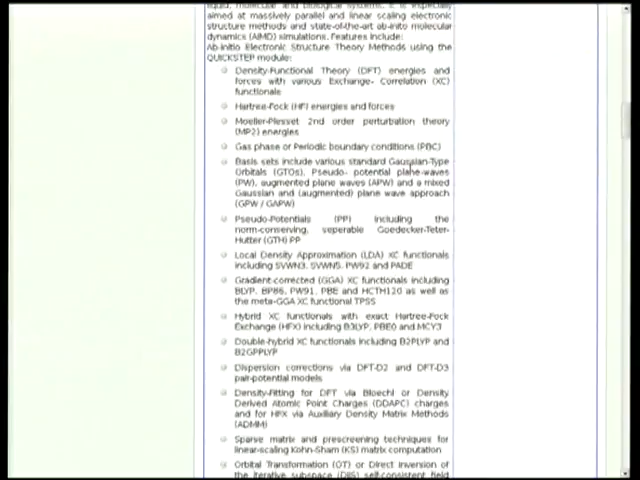 liquid, molecular and biological systems. It is especially
aimed at massively parallel and linear scaling electronic
structure methods and state-of-the-art ab-initio molecular
dynamics (AIMD) simulations. Features include:
Ab-initio Electronic Structure Theory Methods using the
QUICKSTEP module:
Density-Functional Theory (DFT) energies and
forces with various Exchange- Correlation (XC)
functionals
Hartree-Fock (HF) energies and forces
Moeller-Plesset 2nd order perturbation theory
(MP2) energies
Gas phase or Periodic boundary conditions (PBC)
Basis sets include various standard Gaussian-Type
Orbitals (GTOs), Pseudo- potential plane-waves
(PW), augmented plane waves (APW) and a mixed
Gaussian and (augmented) plane wave approach
(GPW / GAPW)
Pseudo-Potentials (PP) including the
norm-conserving, seperable Goedecker-Teter-
Hutter (GTH) PP
Local Density Approximation (LDA) XC functionals
including SVWN3, SVWN5, PW92 and PADE
Gradient-corrected (GGA) XC functionals including
BLYP, BP86, PW91, PBE and HCTH120 as well as
the meta-GGA XC functional TPSS
Hybrid XC functionals with exact Hartree-Fock
Exchange (HFX) including B3LYP, PBE0 and MCY3
Double-hybrid XC functionals including B2PLYP and
B2GPPLYP
Dispersion corrections via DFT-D2 and DFT-D3
pair-potential models
Density-Fitting for DFT via Bloechl or Density
Derived Atomic Point Charges (DDAPC) charges
and for HFX via Auxiliary Density Matrix Methods
(ADMM)
Sparse matrix and prescreening techniques for
linear-scaling Kohn-Sham (KS) matrix computation
Orbital Transformation (OT) or Direct Inversion of
the iterative subspace (DIIS) self-consistent field